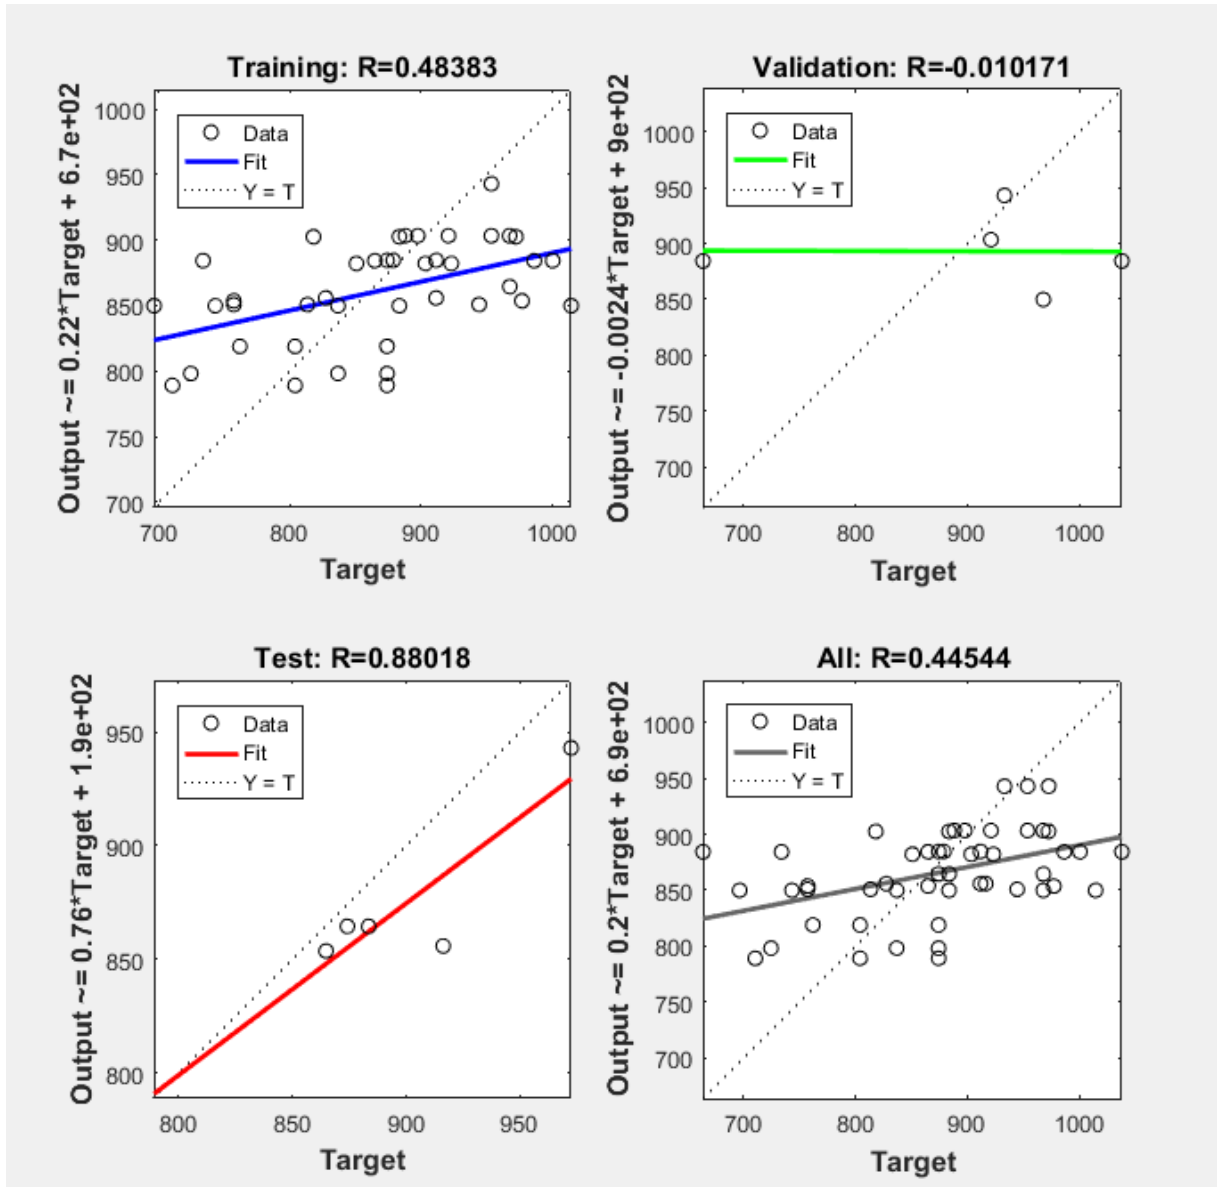 Training: R=0.48383
Output ~= 0.22*Target + 6.7e+02
1000
950
900
850
800
750
700
Data
Fit
Y = T
700
800
900
1000
Target
Validation: R=-0.010171
Output ~= -0.0024*Target + 9e+02
1000
950
900
850
800
750
700
Data
Fit
Y = T
700
800
900
1000
Target
Test: R=0.88018
Output ~= 0.76*Target + 1.9e+02
950
900
850
800
Data
Fit
Y = T
800
850
900
950
Target
All: R=0.44544
Output ~= 0.2*Target + 6.9e+02
1000
950
900
850
800
750
700
Data
Fit
Y = T
700
800
900
1000
Target